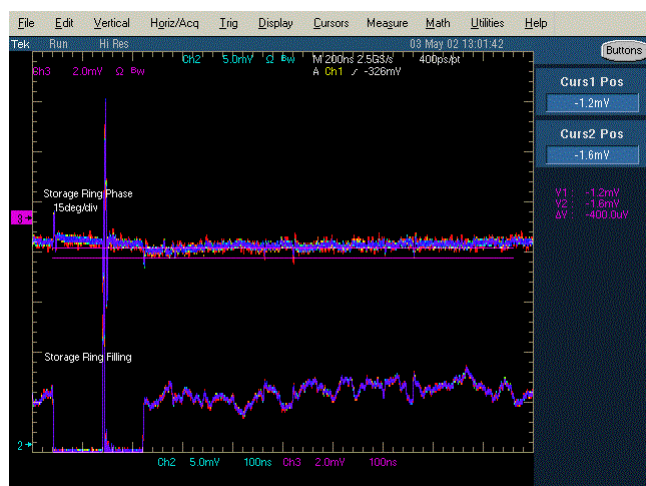 File Edit Vertical Horiz/Acq Trig Display Cursors Measure Math Utilities Help
Tek Run Hi Res 03 May 02 13:01:42
Buttons
Ch2 5.0mV Ω Bw M 200ns 2.5GS/s 400ps/pt
Ch3 2.0mV Ω Bw A Ch1 -326mV
Curs1 Pos
-1.2mV
Curs2 Pos
-1.6mV
V1 : -1.2mV
V2 : -1.6mV
ΔV : -400.0uV
Storage Ring Phase
15deg/div
3
Storage Ring Filling
2
Ch2 5.0mV 100ns Ch3 2.0mV 100ns